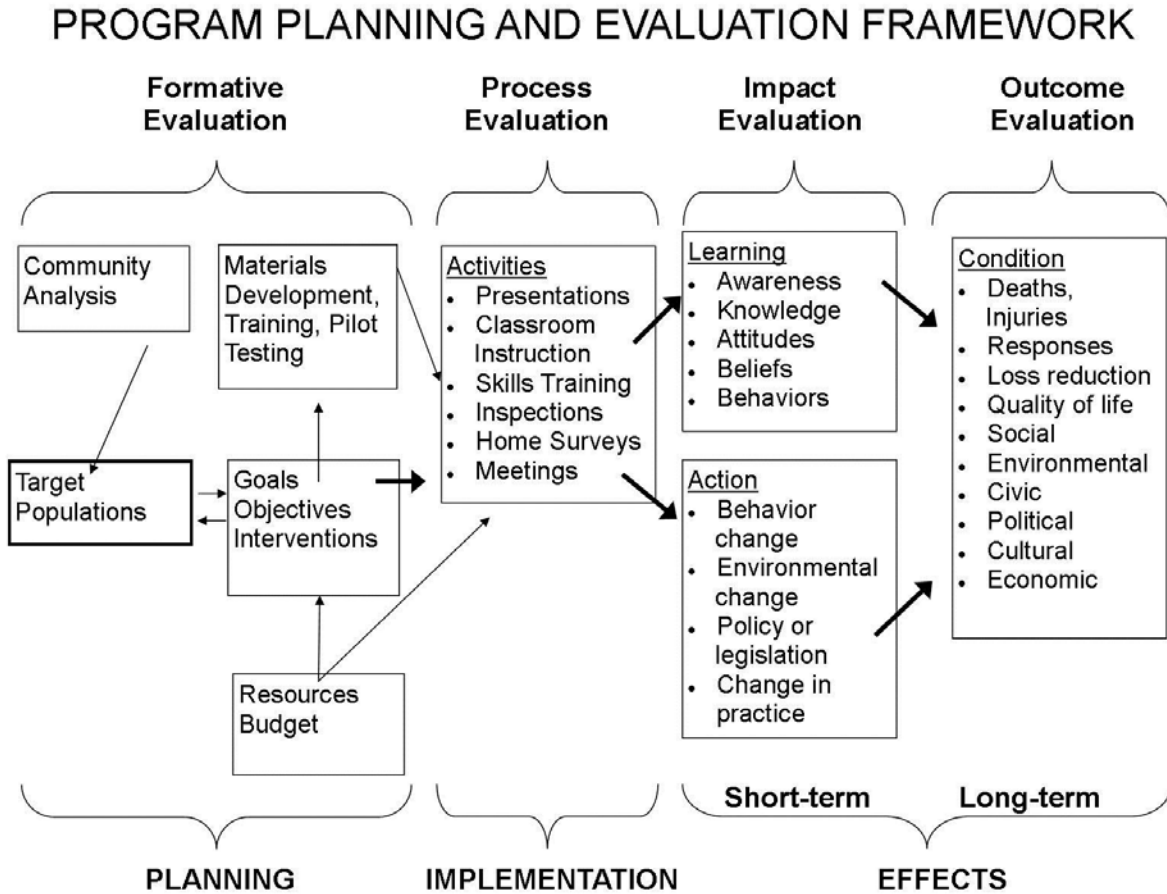 PROGRAM PLANNING AND EVALUATION FRAMEWORK
Formative
Evaluation
Process
Evaluation
Impact
Evaluation
Outcome
Evaluation
Community
Analysis
Materials
Development,
Training, Pilot
Testing
Target
Populations
Goals
Objectives
Interventions
Resources
Budget
Activities
• Presentations
• Classroom
Instruction
• Skills Training
• Inspections
• Home Surveys
• Meetings
Learning
• Awareness
• Knowledge
• Attitudes
• Beliefs
• Behaviors
Action
• Behavior
change
• Environmental
change
• Policy or
legislation
• Change in
practice
Condition
• Deaths,
Injuries
• Responses
• Loss reduction
• Quality of life
• Social
• Environmental
• Civic
• Political
• Cultural
• Economic
Short-term
Long-term
PLANNING
IMPLEMENTATION
EFFECTS